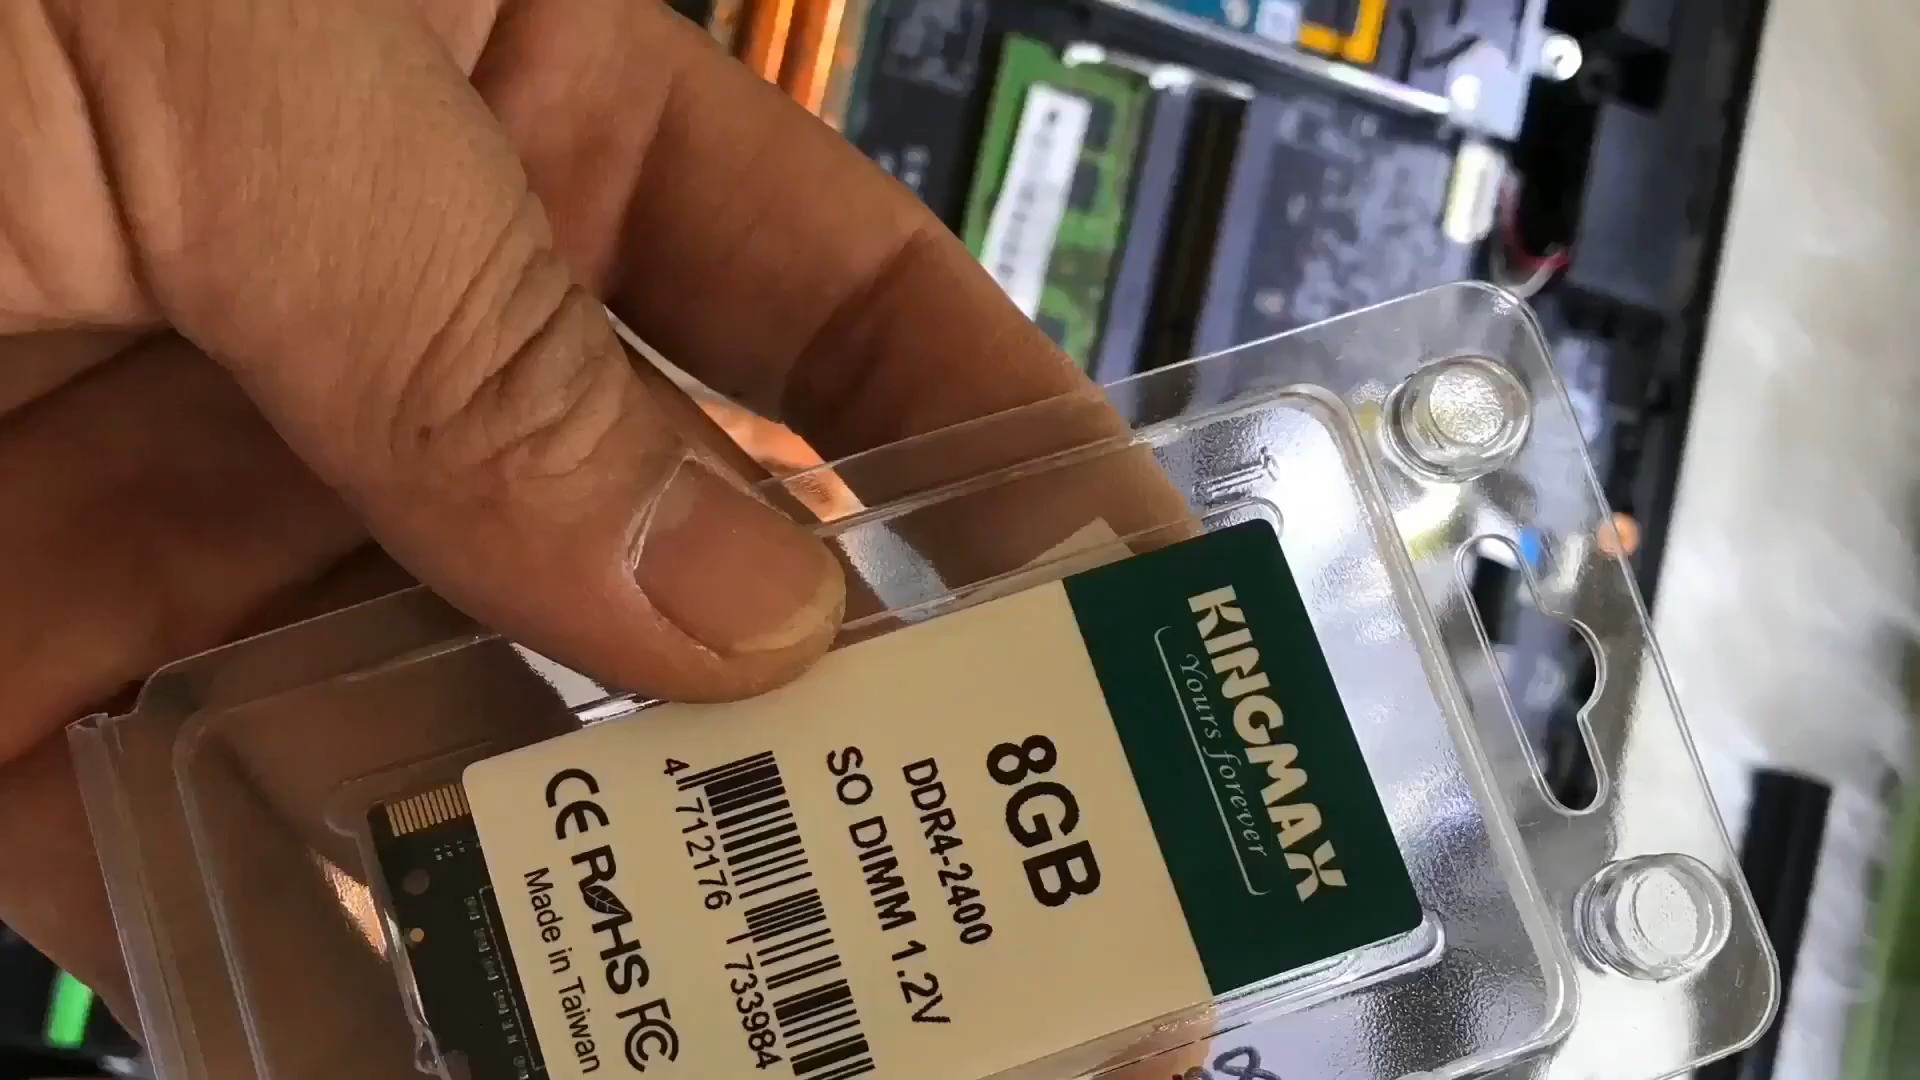 KINGMAX
Yours forever
8GB
DDR4-2400
SO DIMM 1.2V
4 712176 733984
CE RoHS FC
Made in Taiwan